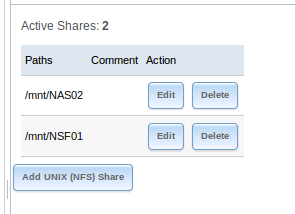 Active Shares: 2
Paths Comment Action
/mnt/NAS02 Edit Delete
/mnt/NSF01 Edit Delete
Add UNIX (NFS) Share